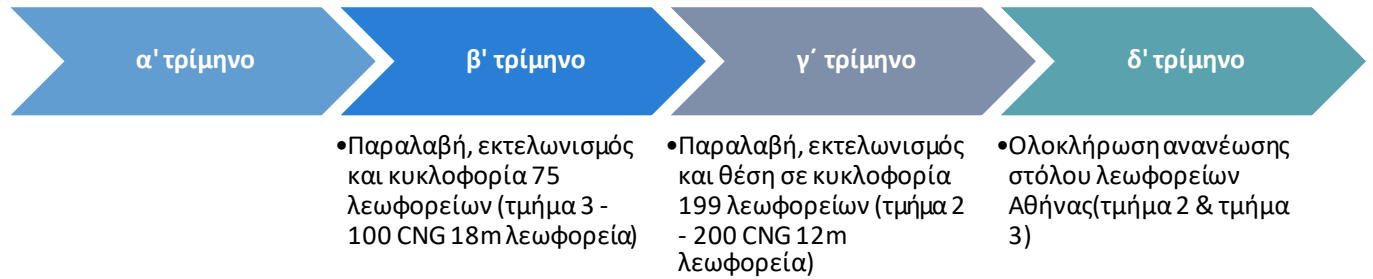 α' τρίμηνο
β' τρίμηνο
γ΄ τρίμηνο
δ' τρίμηνο
•Παραλαβή, εκτελωνισμός
και κυκλοφορία 75
λεωφορείων (τμήμα 3 -
100 CNG 18m λεωφορεία)
•Παραλαβή, εκτελωνισμός
και θέση σε κυκλοφορία
199 λεωφορείων (τμήμα 2
- 200 CNG 12m
λεωφορεία)
•Ολοκλήρωση ανανέωσης
στόλου λεωφορείων
Αθήνας(τμήμα 2 & τμήμα
3)